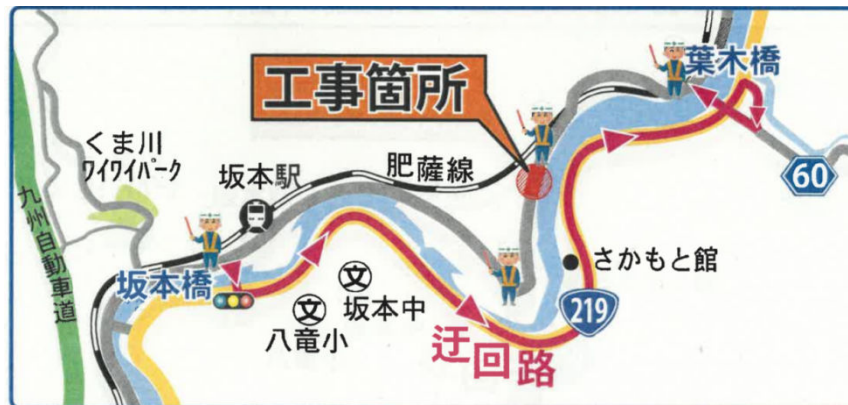 工事箇所
葉木橋
くま川
ワイワイパーク
坂本駅
肥薩線
60
九州自動車道
坂本橋
文
坂本中
文
八竜小
さかもと館
219
迂回路